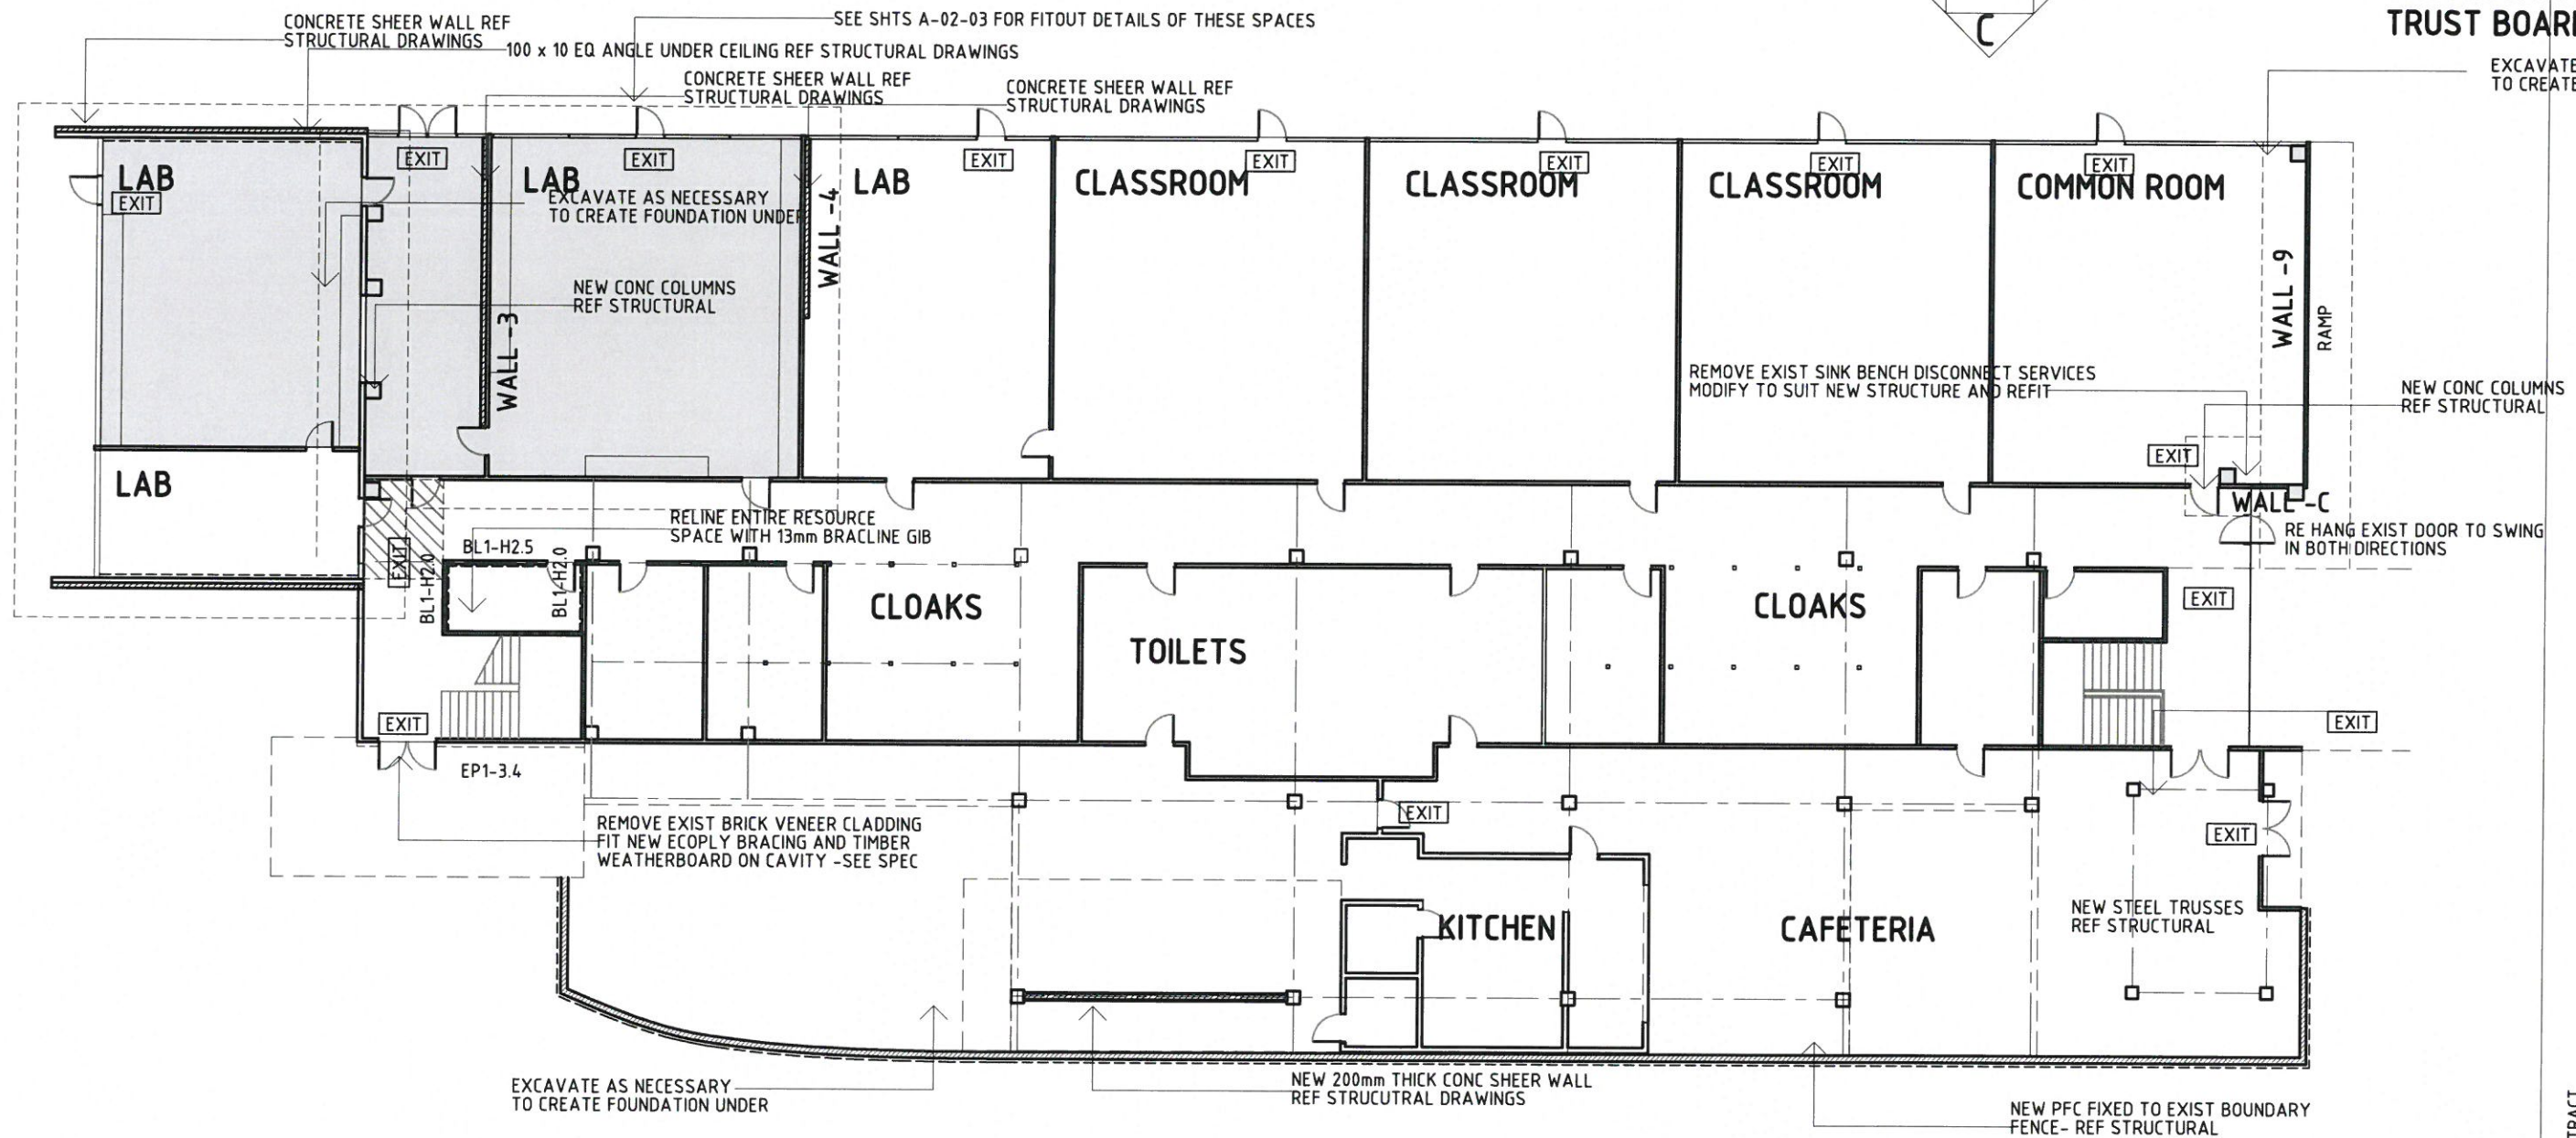 CONCRETE SHEER WALL REF
STRUCTURAL DRAWINGS
SEE SHTS A-02-03 FOR FITOUT DETAILS OF THESE SPACES
100 x 10 EQ ANGLE UNDER CEILING REF STRUCTURAL DRAWINGS
CONCRETE SHEER WALL REF
STRUCTURAL DRAWINGS
CONCRETE SHEER WALL REF
STRUCTURAL DRAWINGS
C
TRUST BOARD
EXCAVATE
TO CREATE
LAB
EXIT
EXIT
LAB
EXIT
EXCAVATE AS NECESSARY
TO CREATE FOUNDATION UNDER
WALL -4
LAB
EXIT
CLASSROOM
EXIT
CLASSROOM
EXIT
CLASSROOM
EXIT
COMMON ROOM
EXIT
WALL -9
RAMP
NEW CONC COLUMNS
REF STRUCTURAL
WALL -3
REMOVE EXIST SINK BENCH DISCONNECT SERVICES
MODIFY TO SUIT NEW STRUCTURE AND REFIT
NEW CONC COLUMNS
REF STRUCTURAL
EXIT
LAB
WALL -C
RELINE ENTIRE RESOURCE
SPACE WITH 13mm BRACLINE GIB
RE HANG EXIST DOOR TO SWING
IN BOTH DIRECTIONS
EXIT
BL1-H2.0
BL1-H2.5
BL1-H2.0
CLOAKS
TOILETS
CLOAKS
EXIT
EXIT
EXIT
EP1-3.4
REMOVE EXIST BRICK VENEER CLADDING
FIT NEW ECOPLY BRACING AND TIMBER
WEATHERBOARD ON CAVITY -SEE SPEC
EXIT
EXIT
KITCHEN
CAFETERIA
NEW STEEL TRUSSES
REF STRUCTURAL
EXCAVATE AS NECESSARY
TO CREATE FOUNDATION UNDER
NEW 200mm THICK CONC SHEER WALL
REF STRUCUTRAL DRAWINGS
NEW PFC FIXED TO EXIST BOUNDARY
FENCE- REF STRUCTURAL